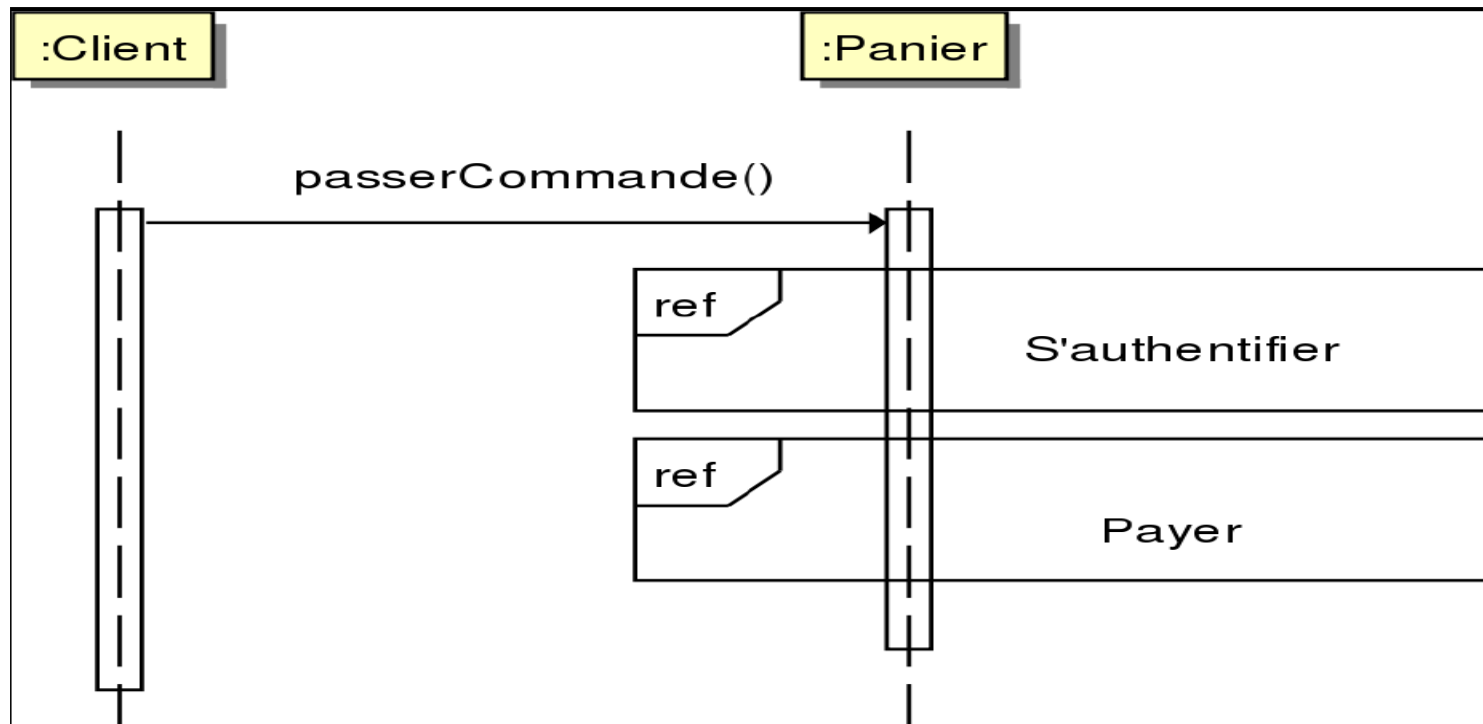 :Client
:Panier
passerCommande()
ref
S'authentifier
ref
Payer